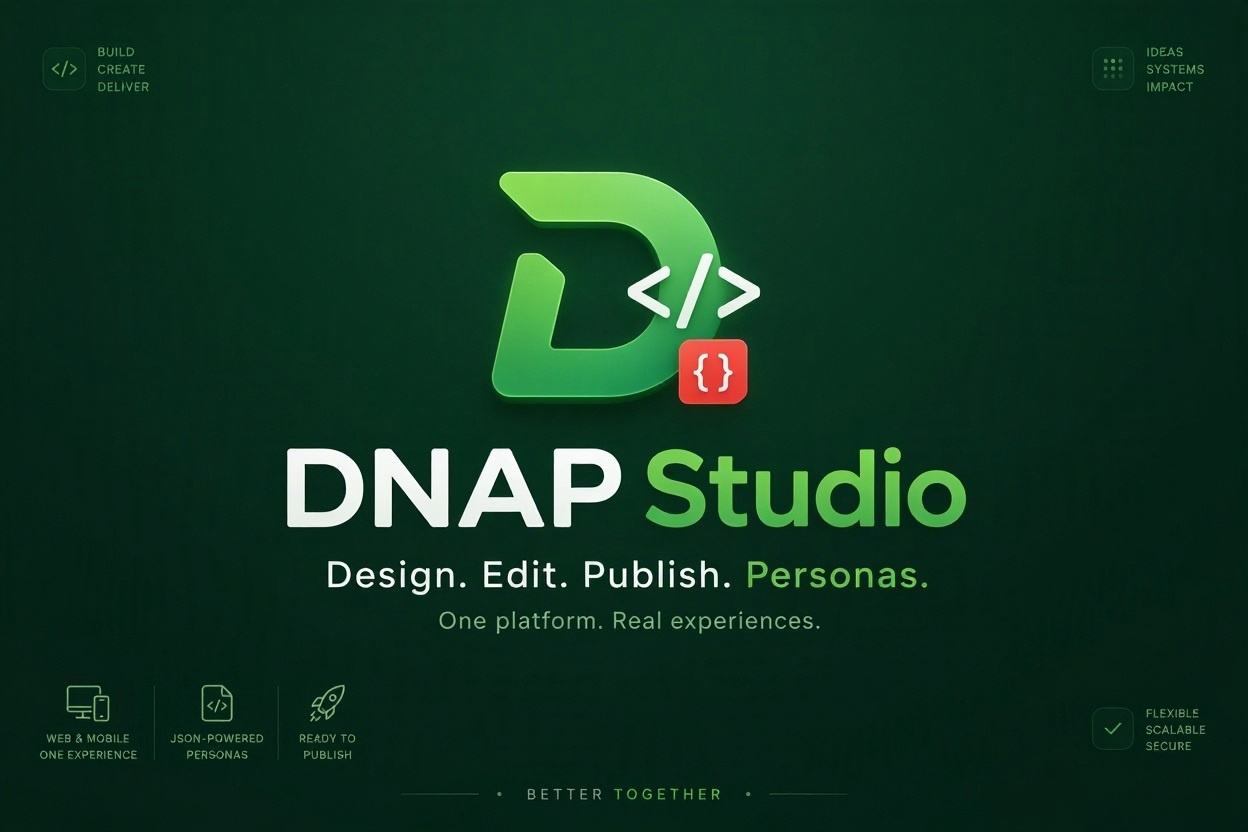 </>
BUILD
CREATE
DELIVER
IDEAS
SYSTEMS
IMPACT
</>
{ }
DNAP Studio
Design. Edit. Publish. Personas.
One platform. Real experiences.
WEB & MOBILE
ONE EXPERIENCE
</>
JSON-POWERED
PERSONAS
READY TO
PUBLISH
FLEXIBLE
SCALABLE
SECURE
BETTER TOGETHER